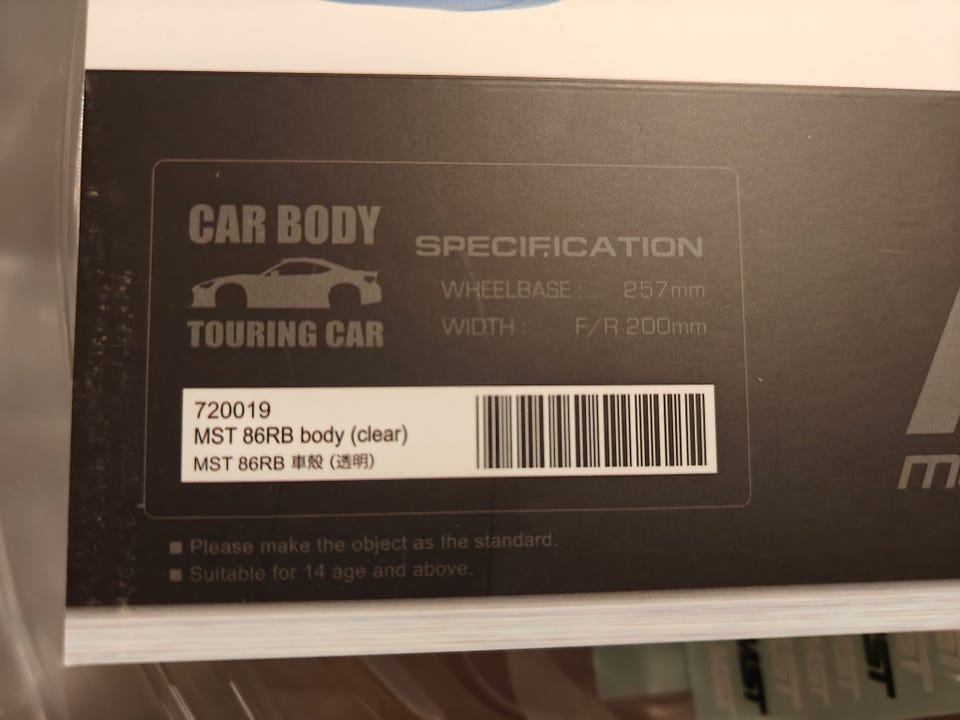 CAR BODY
TOURING CAR
SPECIFICATION
WHEELBASE : 257mm
WIDTH : F/R 200mm
720019
MST 86RB body (clear)
MST 86RB 車殼 (透明)
■ Please make the object as the standard.
■ Suitable for 14 age and above.